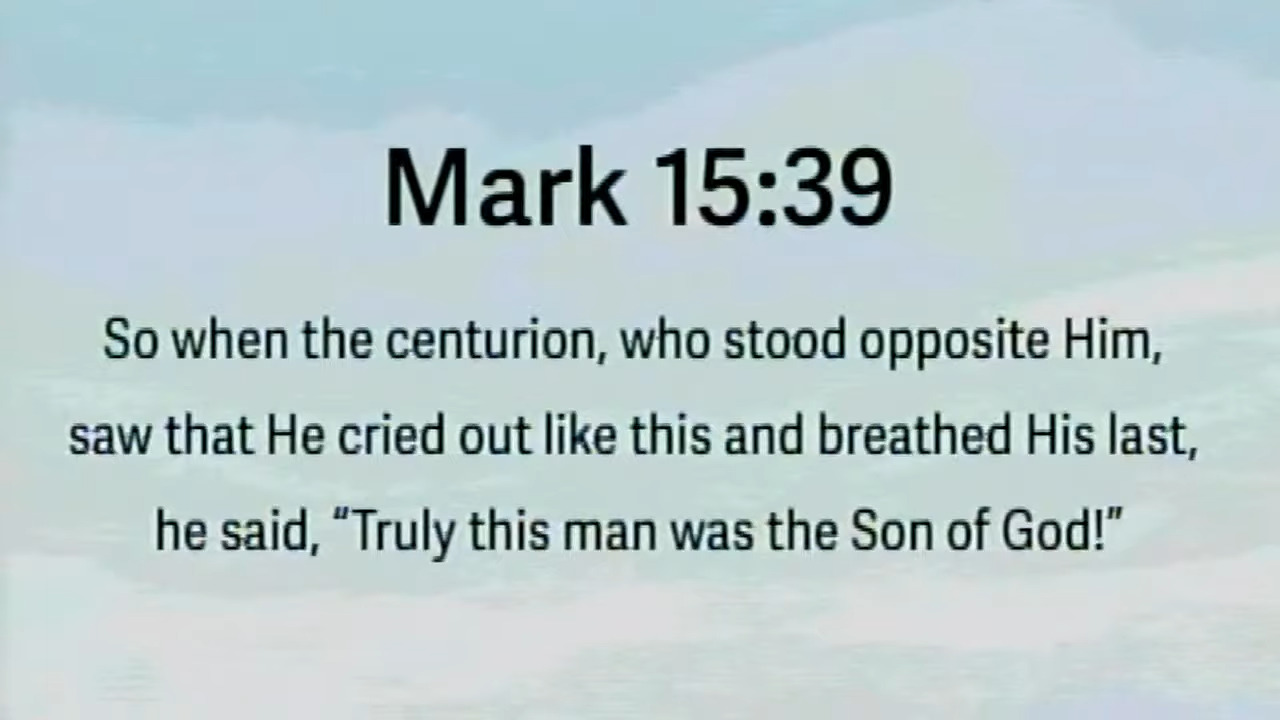 Mark 15:39
So when the centurion, who stood opposite Him,
saw that He cried out like this and breathed His last,
he said, “Truly this man was the Son of God!”